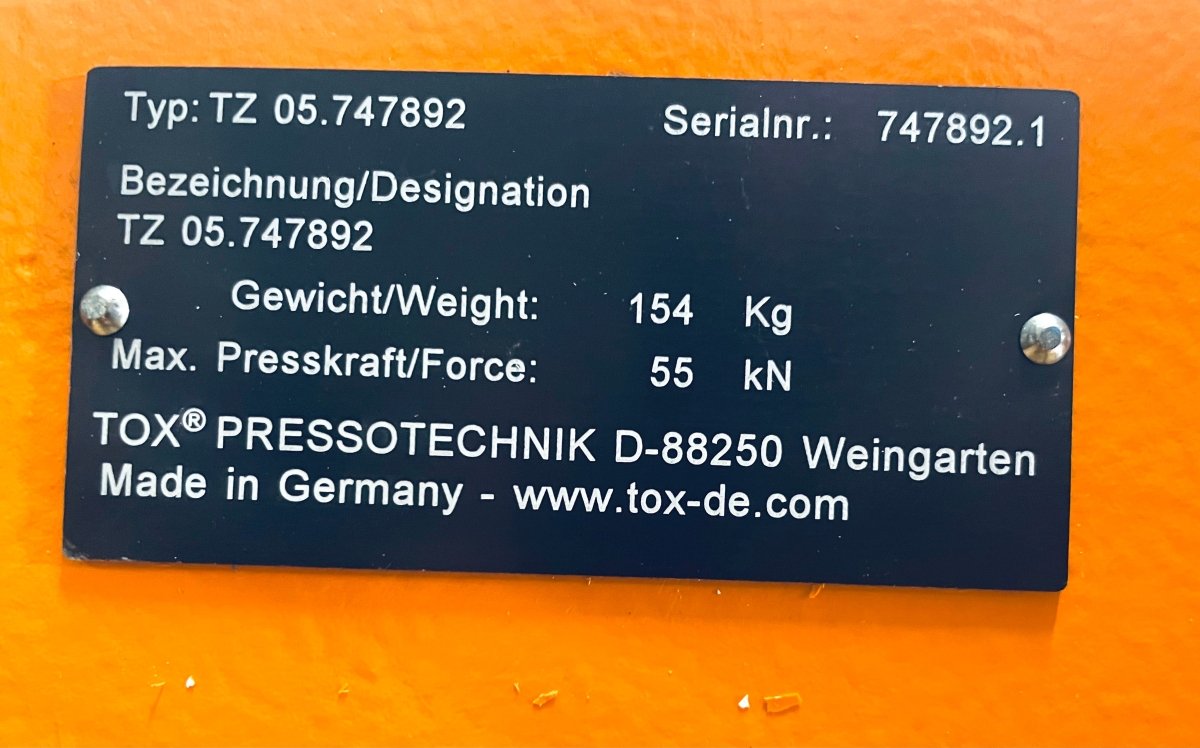 Typ: TZ 05.747892 Serialnr.: 747892.1
Bezeichnung/Designation
TZ 05.747892
Gewicht/Weight: 154 Kg
Max. Presskraft/Force: 55 kN
TOX® PRESSOTECHNIK D-88250 Weingarten
Made in Germany - www.tox-de.com